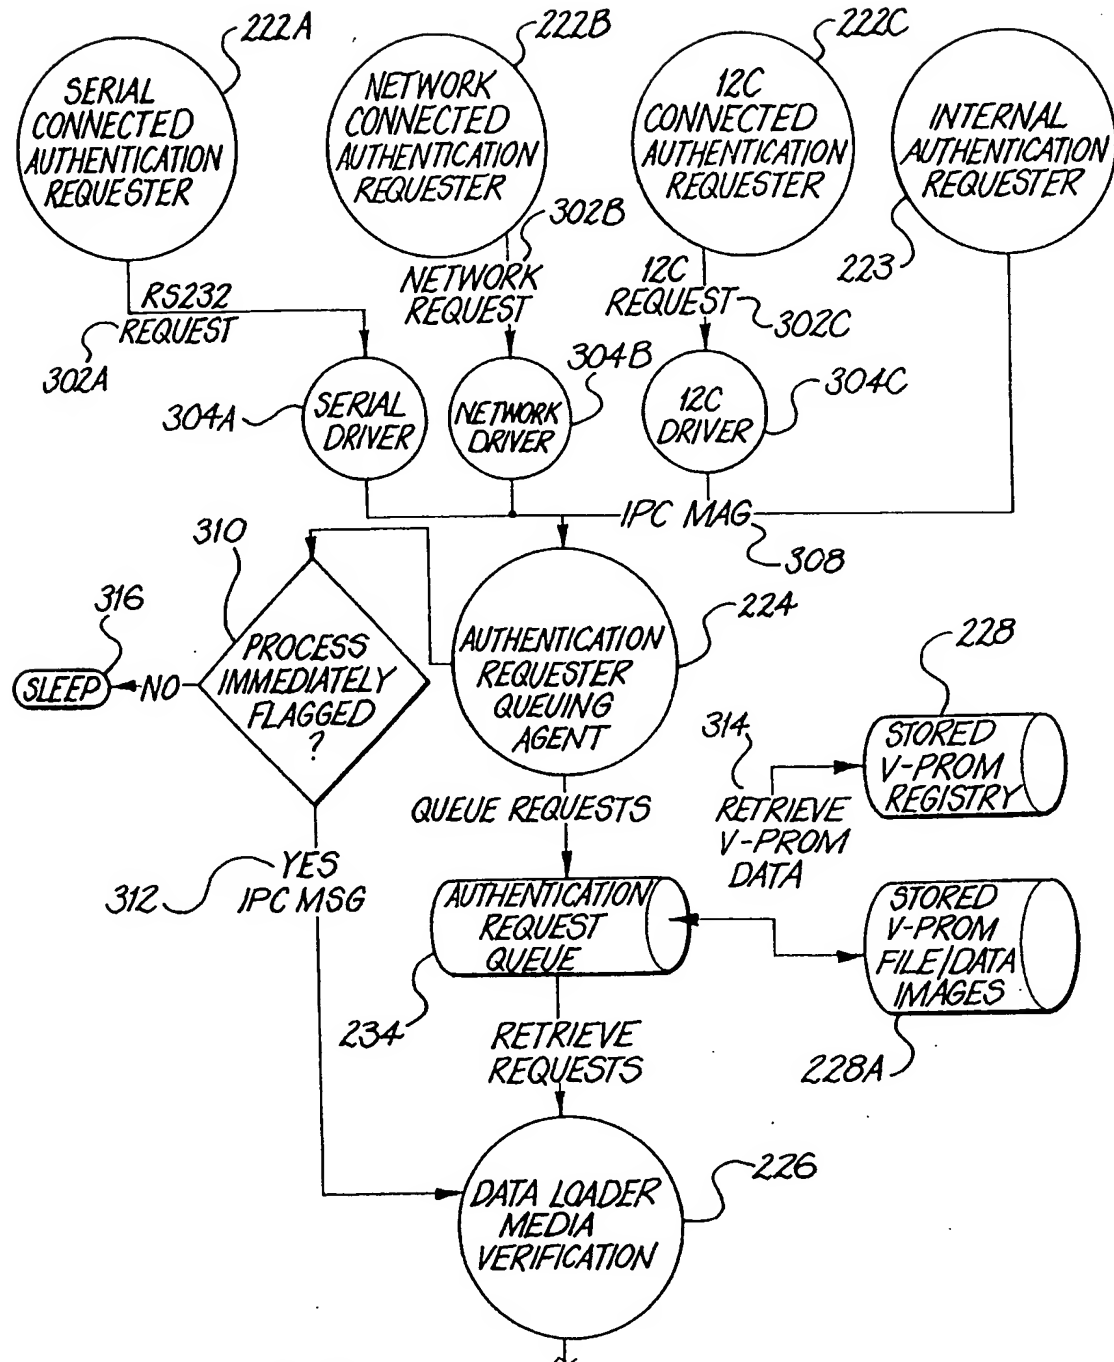 222A
222B
222C
SERIAL
CONNECTED
AUTHENTICATION
REQUESTER
NETWORK
CONNECTED
AUTHENTICATION
REQUESTER
12C
CONNECTED
AUTHENTICATION
REQUESTER
INTERNAL
AUTHENTICATION
REQUESTER
223
RS232
REQUEST
302A
302B
NETWORK
REQUEST
12C
REQUEST
302C
304A
SERIAL
DRIVER
304B
NETWORK
DRIVER
304C
12C
DRIVER
IPC MAG
308
310
316
SLEEP
NO
PROCESS
IMMEDIATELY
FLAGGED
?
AUTHENTICATION
REQUESTER
QUEUING
AGENT
224
228
STORED
V-PROM
REGISTRY
314
RETRIEVE
V-PROM
DATA
QUEUE REQUESTS
312
YES
IPC MSG
AUTHENTICATION
REQUEST
QUEUE
234
STORED
V-PROM
FILE/DATA
IMAGES
228A
RETRIEVE
REQUESTS
DATA LOADER
MEDIA
VERIFICATION
226